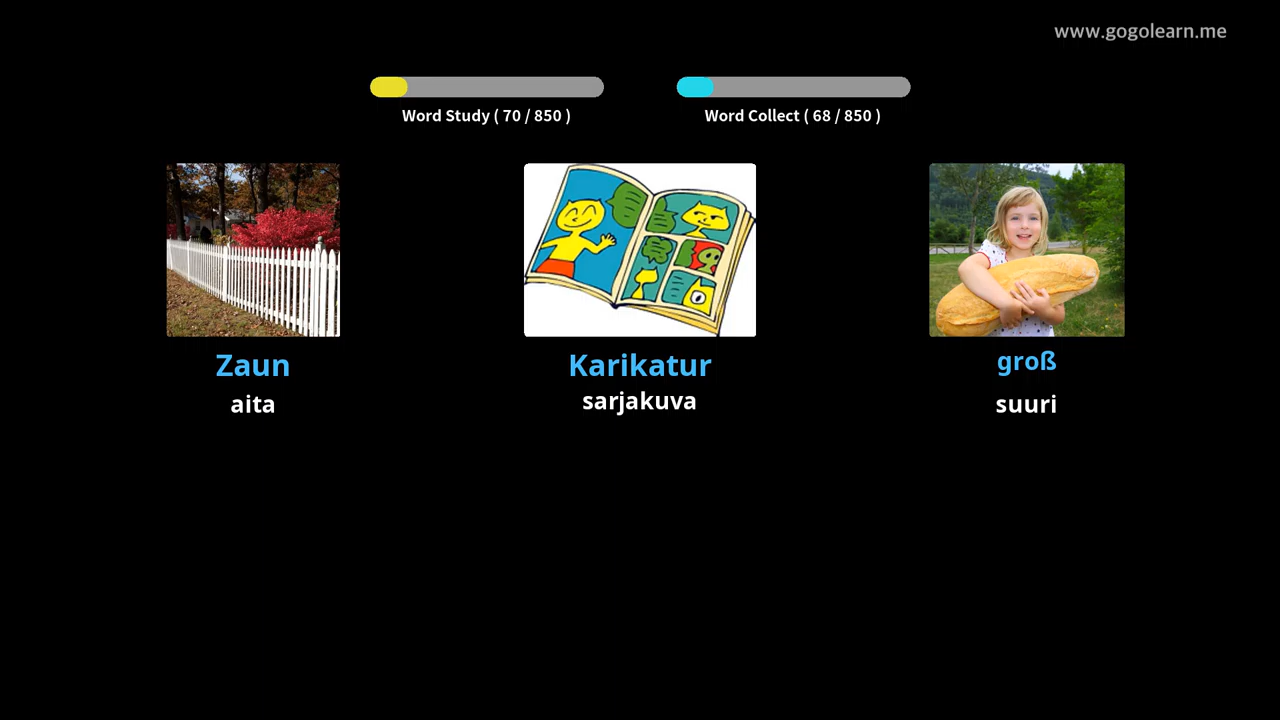 www.gogolearn.me
Word Study ( 70 / 850 )
Word Collect ( 68 / 850 )
Zaun
aita
Karikatur
sarjakuva
groß
suuri